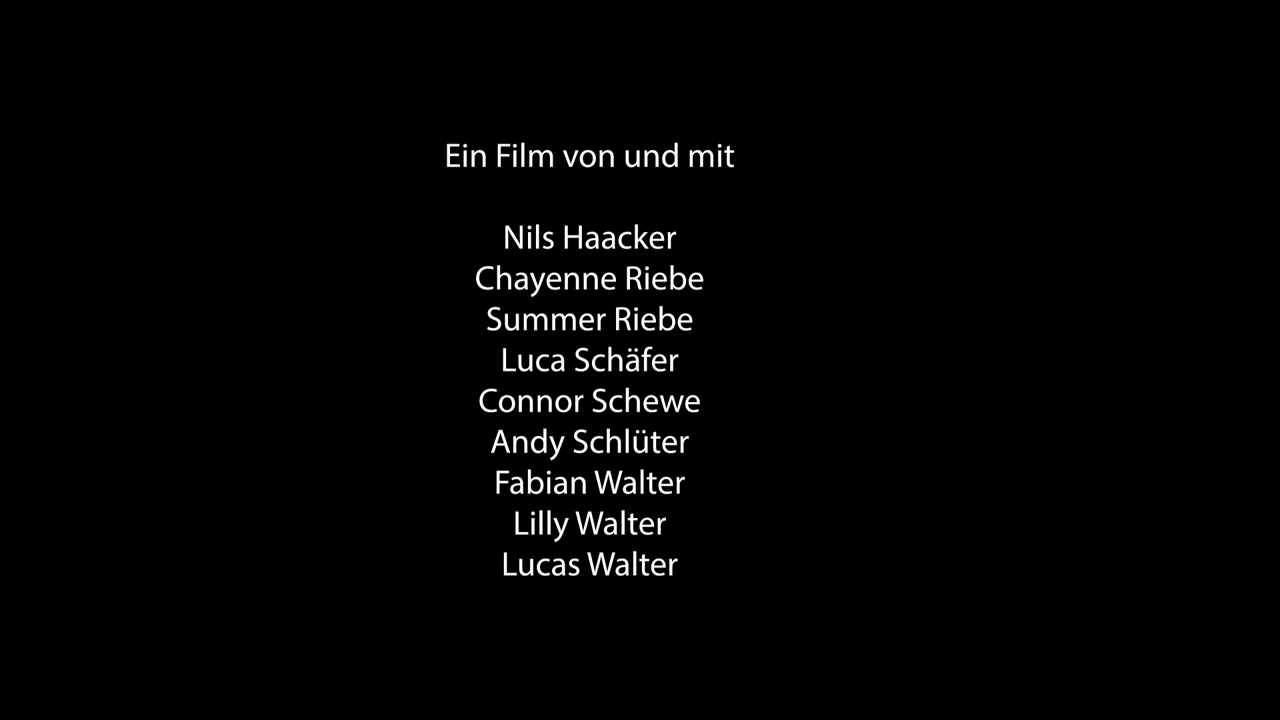 Ein Film von und mit
Nils Haacker
Chayenne Riebe
Summer Riebe
Luca Schäfer
Connor Schewe
Andy Schlüter
Fabian Walter
Lilly Walter
Lucas Walter